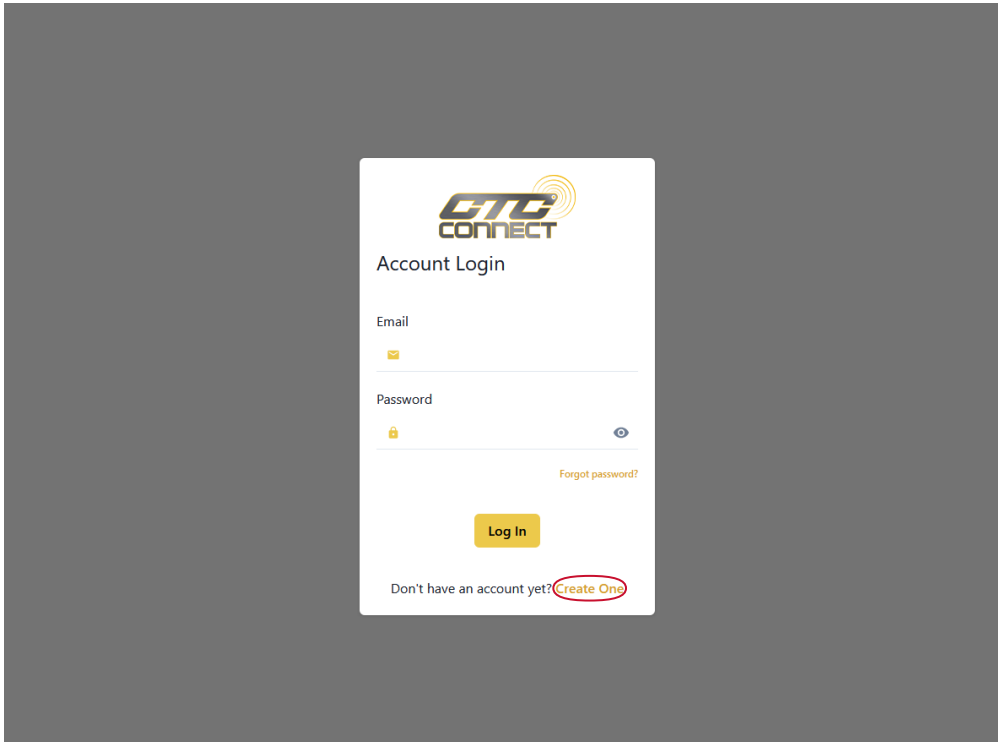 CTC
CONNECT
Account Login
Email
Password
Forgot password?
Log In
Don't have an account yet? Create One